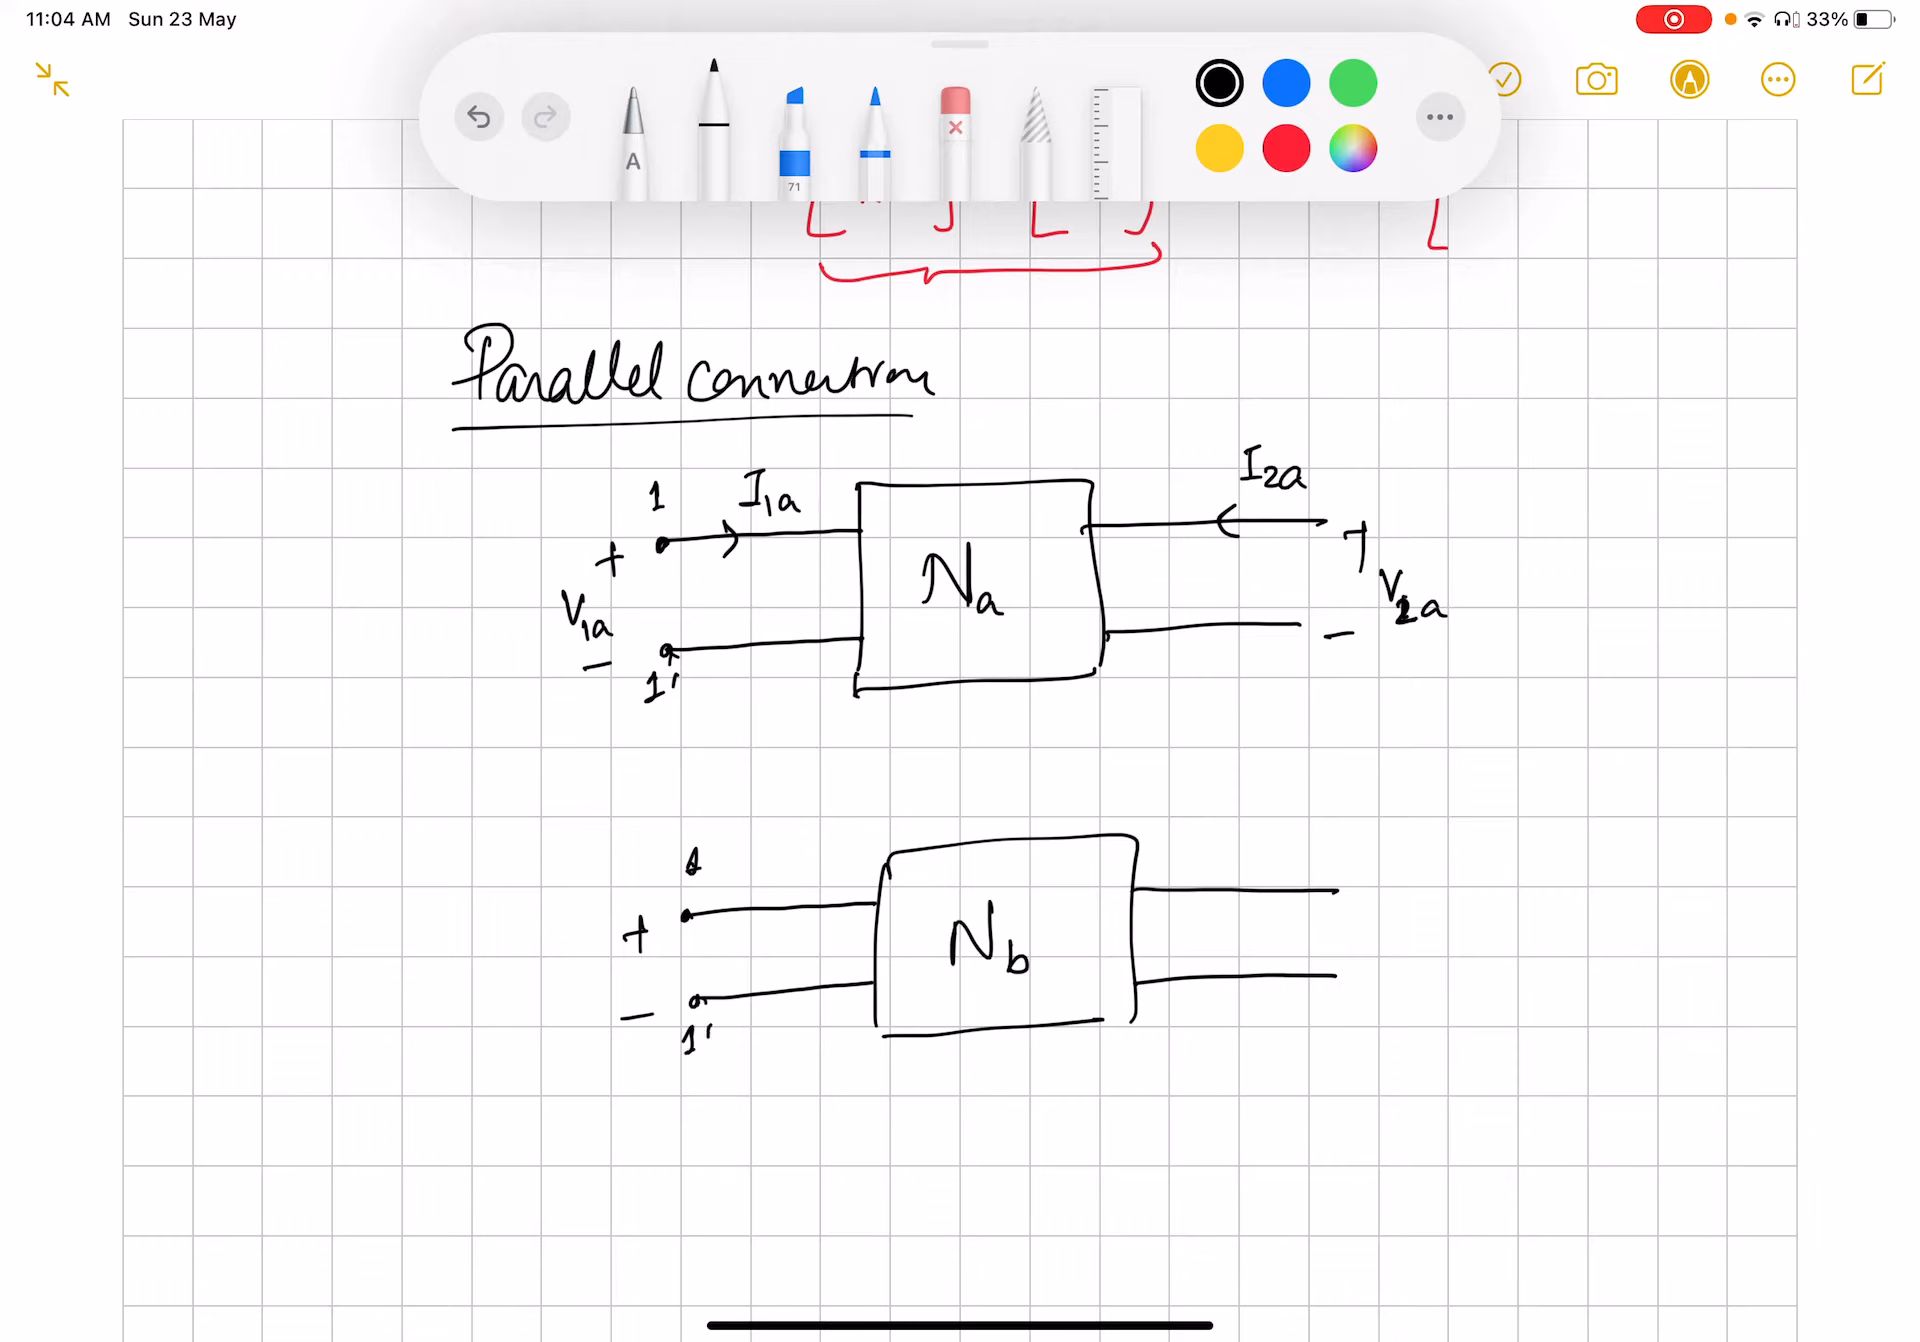 11:04 AM Sun 23 May 33%
A
71
Parallel connection
1 I1a I2a
+ +
V1a Na V2a
- -
1'
1
+ Nb
-
1'